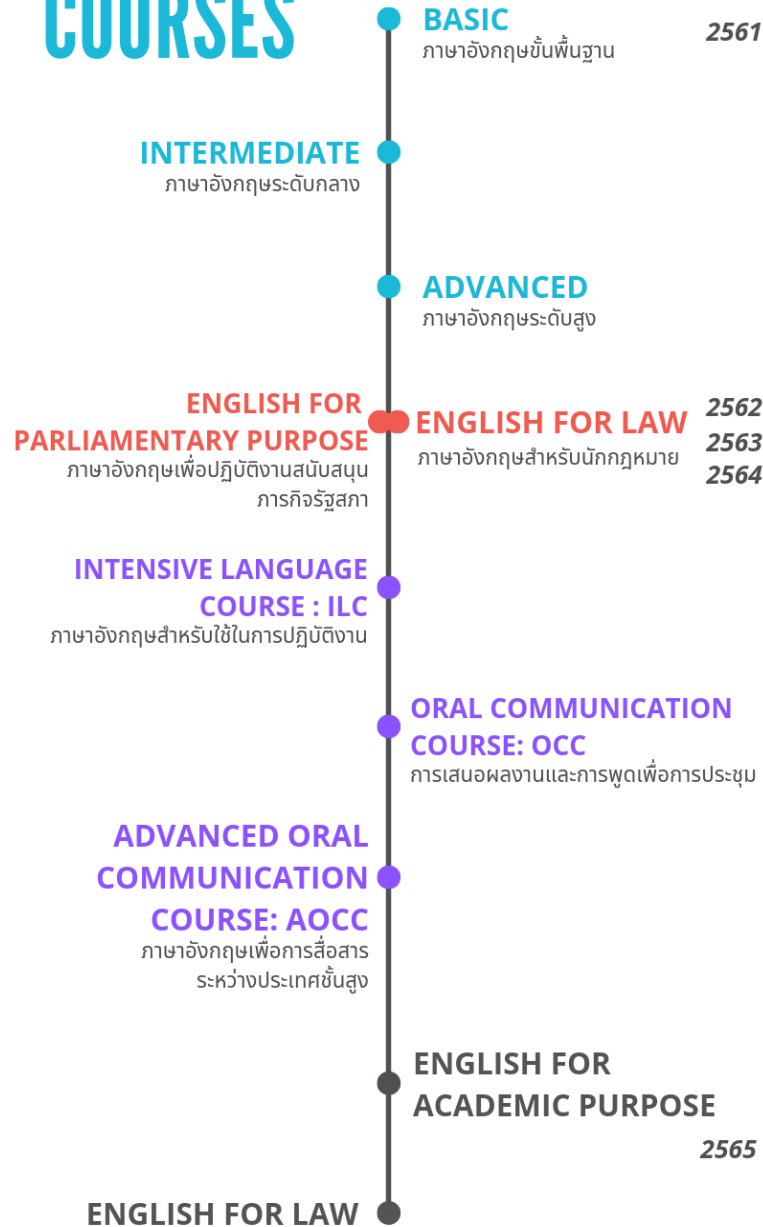 COURSES
BASIC
2561
ภาษาอังกฤษขั้นพื้นฐาน
INTERMEDIATE
ภาษาอังกฤษระดับกลาง
ADVANCED
ภาษาอังกฤษระดับสูง
ENGLISH FOR
PARLIAMENTARY PURPOSE
ภาษาอังกฤษเพื่อปฏิบัติงานสนับสนุน
ภารกิจรัฐสภา
ENGLISH FOR LAW
ภาษาอังกฤษสำหรับนักกฎหมาย
2562
2563
2564
INTENSIVE LANGUAGE
COURSE : ILC
ภาษาอังกฤษสำหรับใช้ในการปฏิบัติงาน
ORAL COMMUNICATION
COURSE: OCC
การเสนอผลงานและการพูดเพื่อการประชุม
ADVANCED ORAL
COMMUNICATION
COURSE: AOCC
ภาษาอังกฤษเพื่อการสื่อสาร
ระหว่างประเทศชั้นสูง
ENGLISH FOR
ACADEMIC PURPOSE
2565
ENGLISH FOR LAW